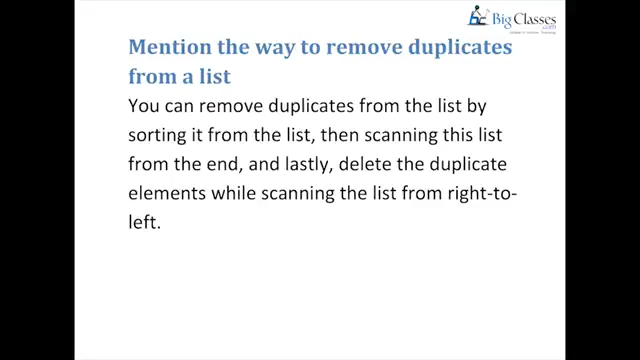 BigClasses
.com
Mention the way to remove duplicates
from a list
You can remove duplicates from the list by
sorting it from the list, then scanning this list
from the end, and lastly, delete the duplicate
elements while scanning the list from right-to-
left.